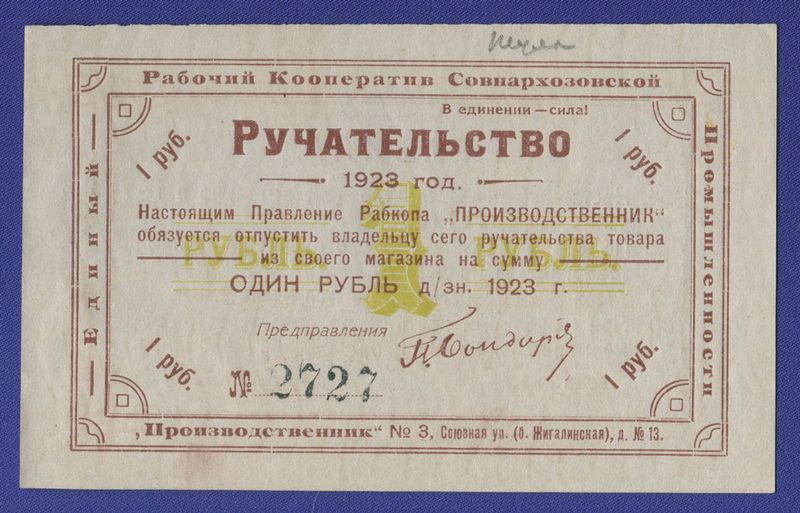 Единый
Рабочий Кооператив Совнархозовской
Промышленности
В единении—сила!
1 руб.
1 руб.
РУЧАТЕЛЬСТВО
1923 год.
Настоящим Правление Рабкопа „ПРОИЗВОДСТВЕННИК“
обязуется отпустить владельцу сего ручательства товара
РУБЛЬ. 1 РУБЛЬ.
из своего магазина на сумму
ОДИН РУБЛЬ д/зн. 1923 г.
Предправления
1 руб.
1 руб.
№ 2727
„Производственник“ № 3, Союзная ул. (б. Жигалинская), д. № 13.